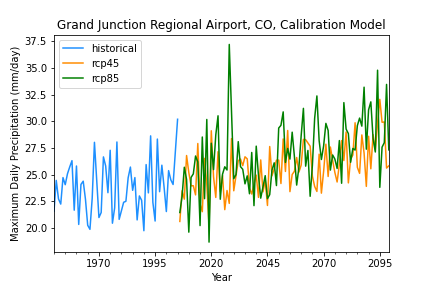 Grand Junction Regional Airport, CO, Calibration Model
Maximum Daily Precipitation (mm/day)
37.5
35.0
32.5
30.0
27.5
25.0
22.5
20.0
historical
rcp45
rcp85
1970
1995
2020
2045
2070
2095
Year